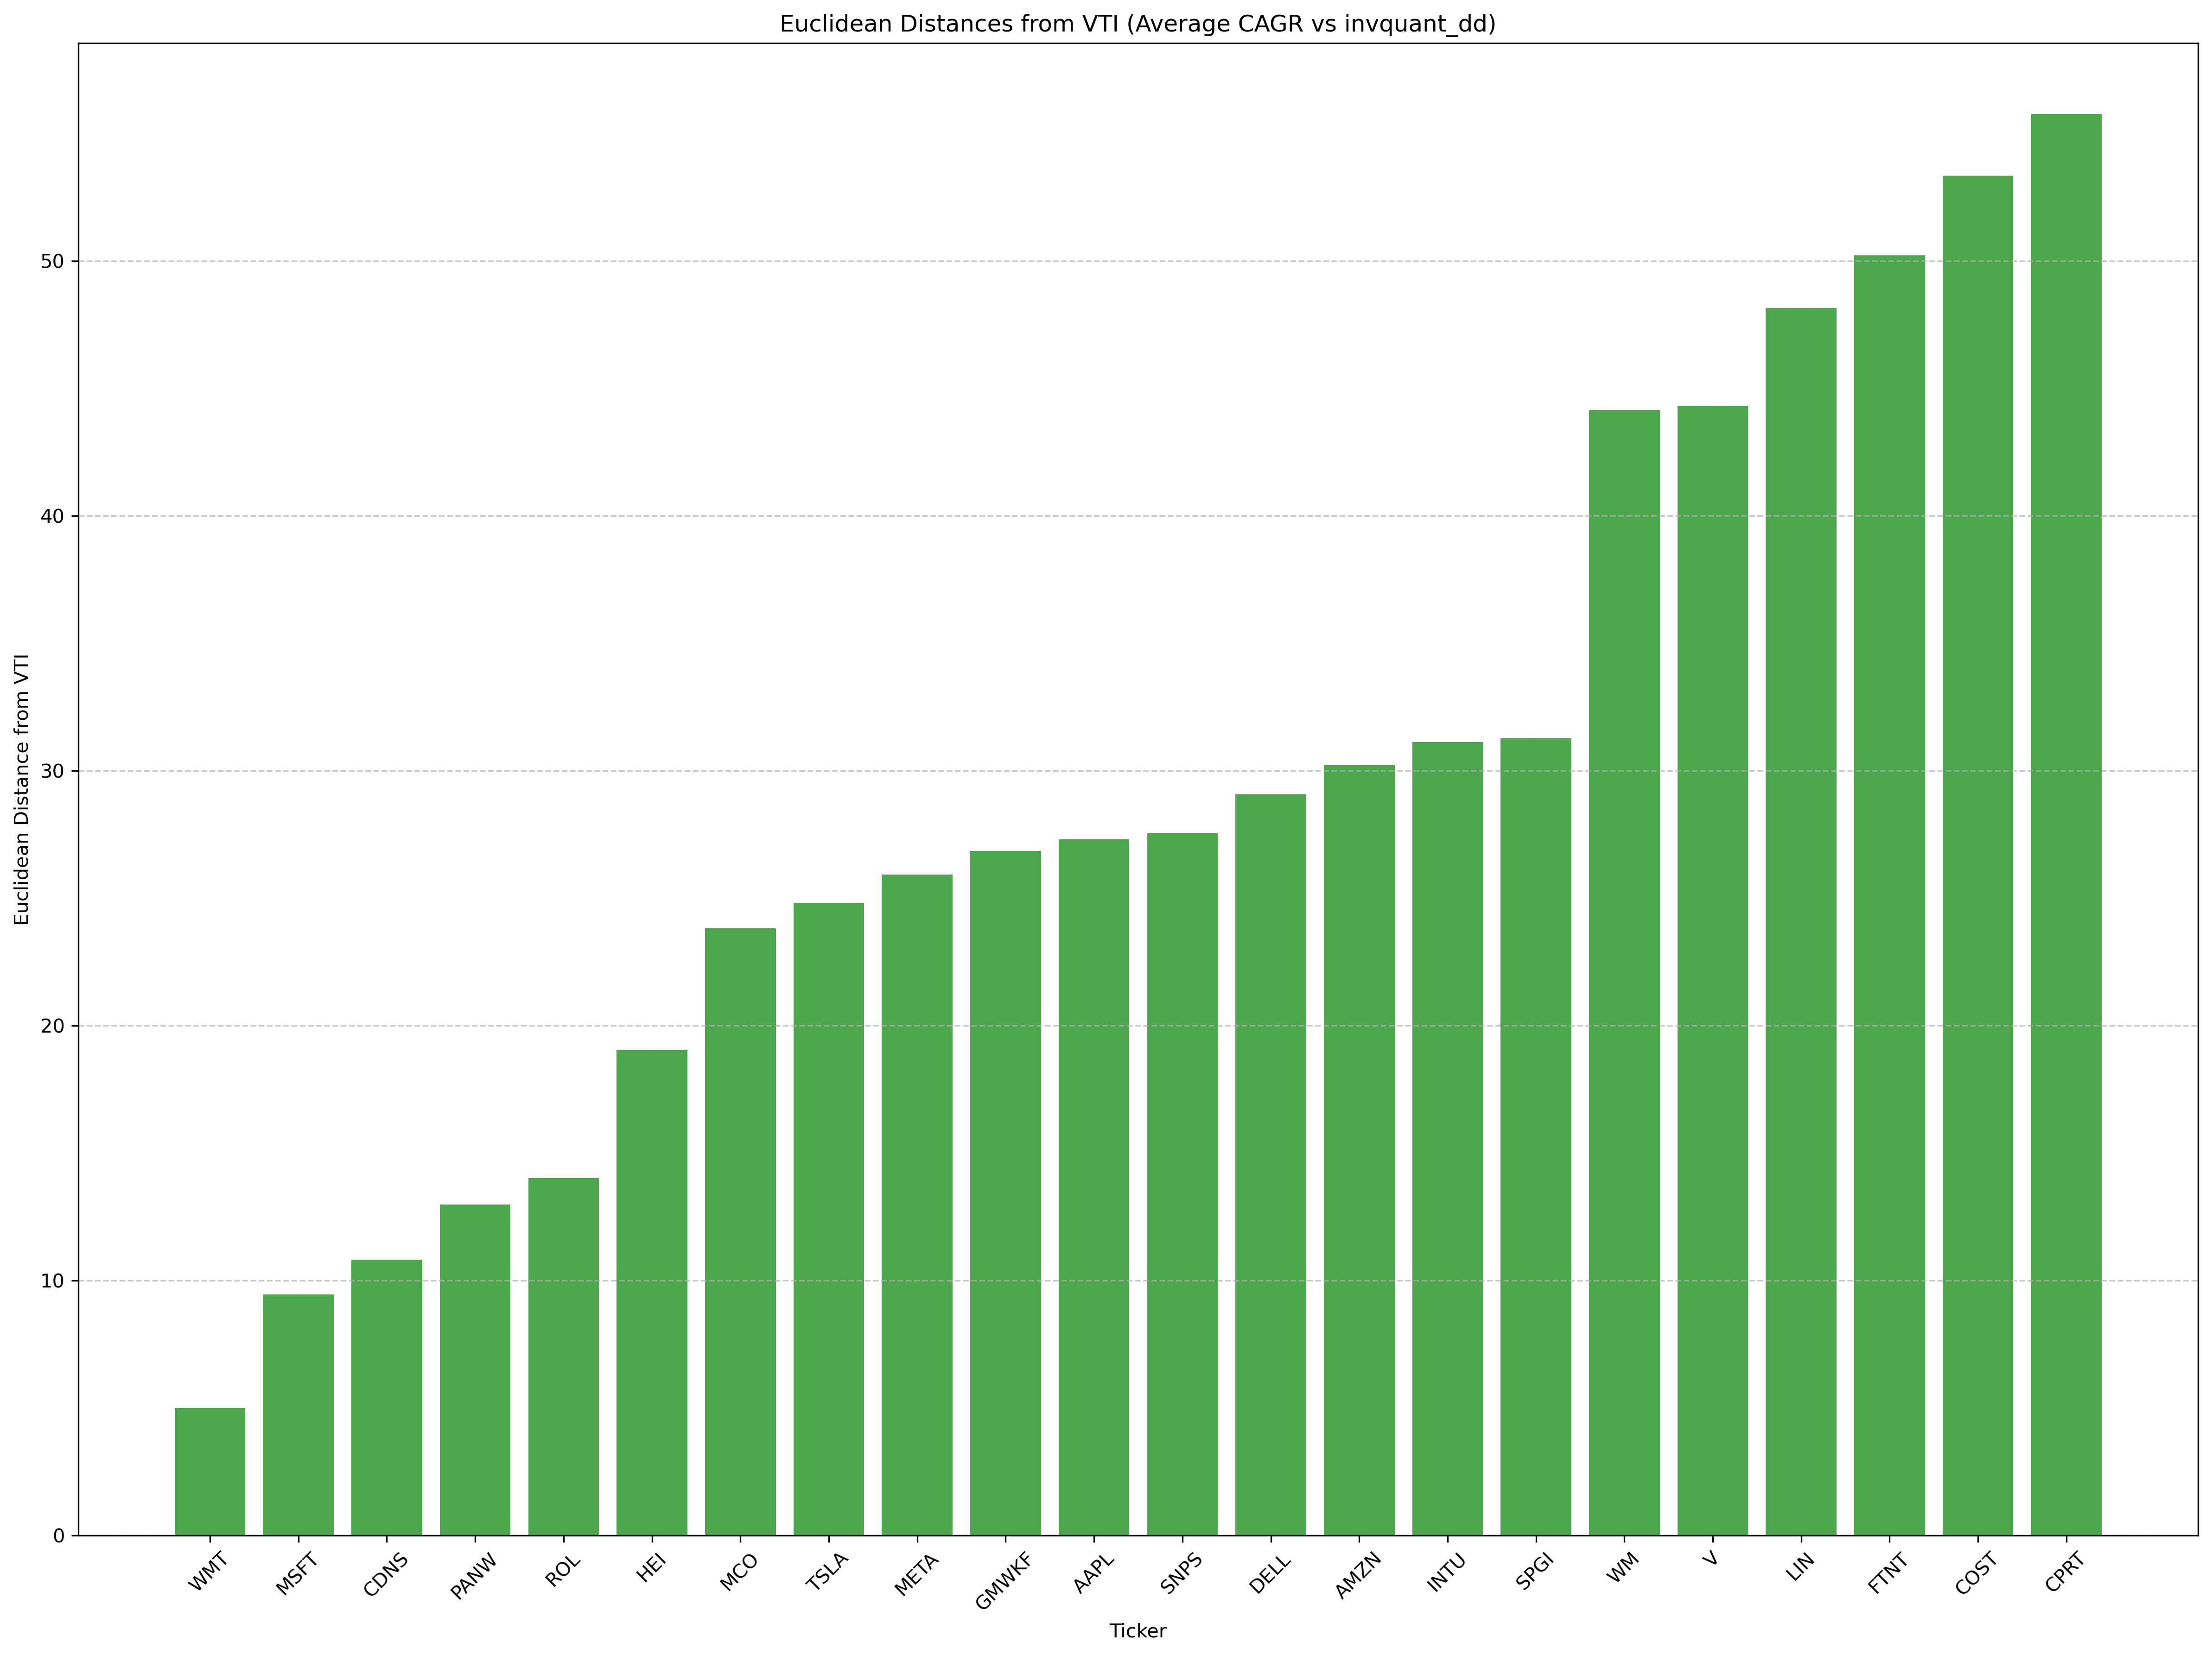 Euclidean Distances from VTI (Average CAGR vs invquant_dd)
Euclidean Distance from VTI
50
40
30
20
10
0
WMT
MSFT
CDNS
PANW
ROL
HEI
MCO
TSLA
META
GMWKF
AAPL
SNPS
DELL
AMZN
INTU
SPGI
WM
V
LIN
FTNT
COST
CPRT
Ticker